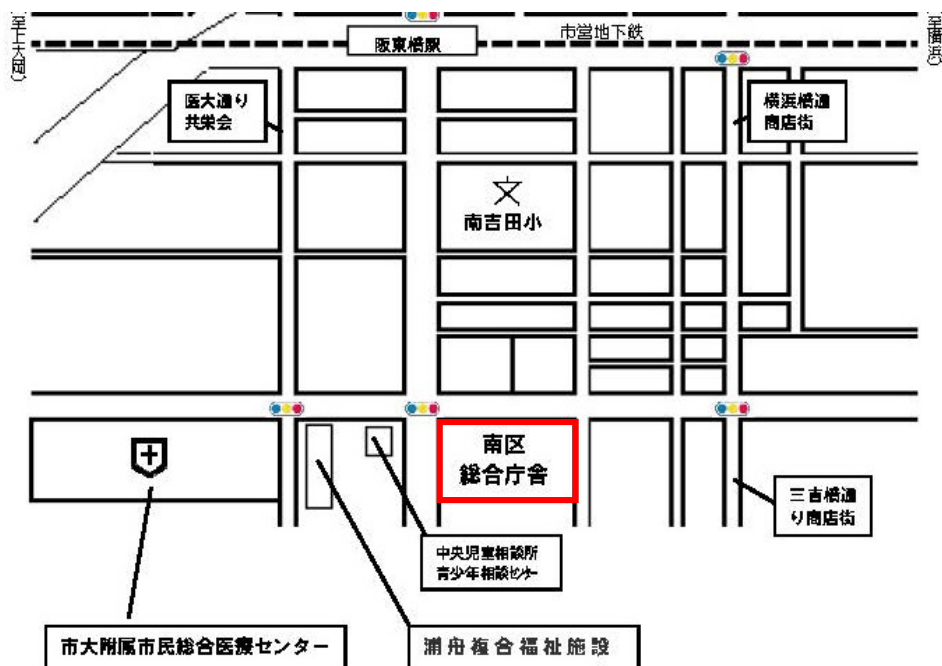 (至上大岡)
(至横浜)
市営地下鉄
阪東橋駅
医大通り
共栄会
横浜橋通
商店街
文
南吉田小
南区
総合庁舎
三吉橋通
り商店街
中央児童相談所
青少年相談センター
市大附属市民総合医療センター
浦舟複合福祉施設